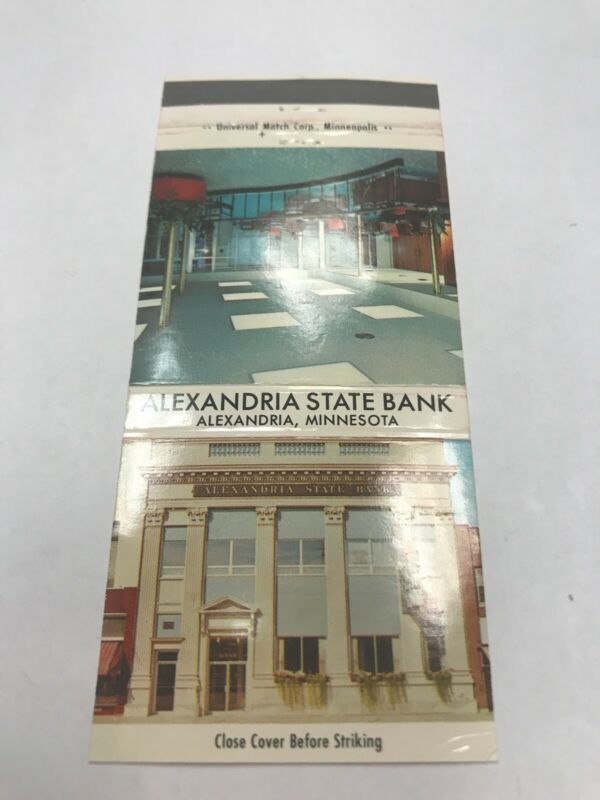 Universal Match Corp., Minneapolis
ALEXANDRIA STATE BANK
ALEXANDRIA, MINNESOTA
ALEXANDRIA STATE BANK
Close Cover Before Striking